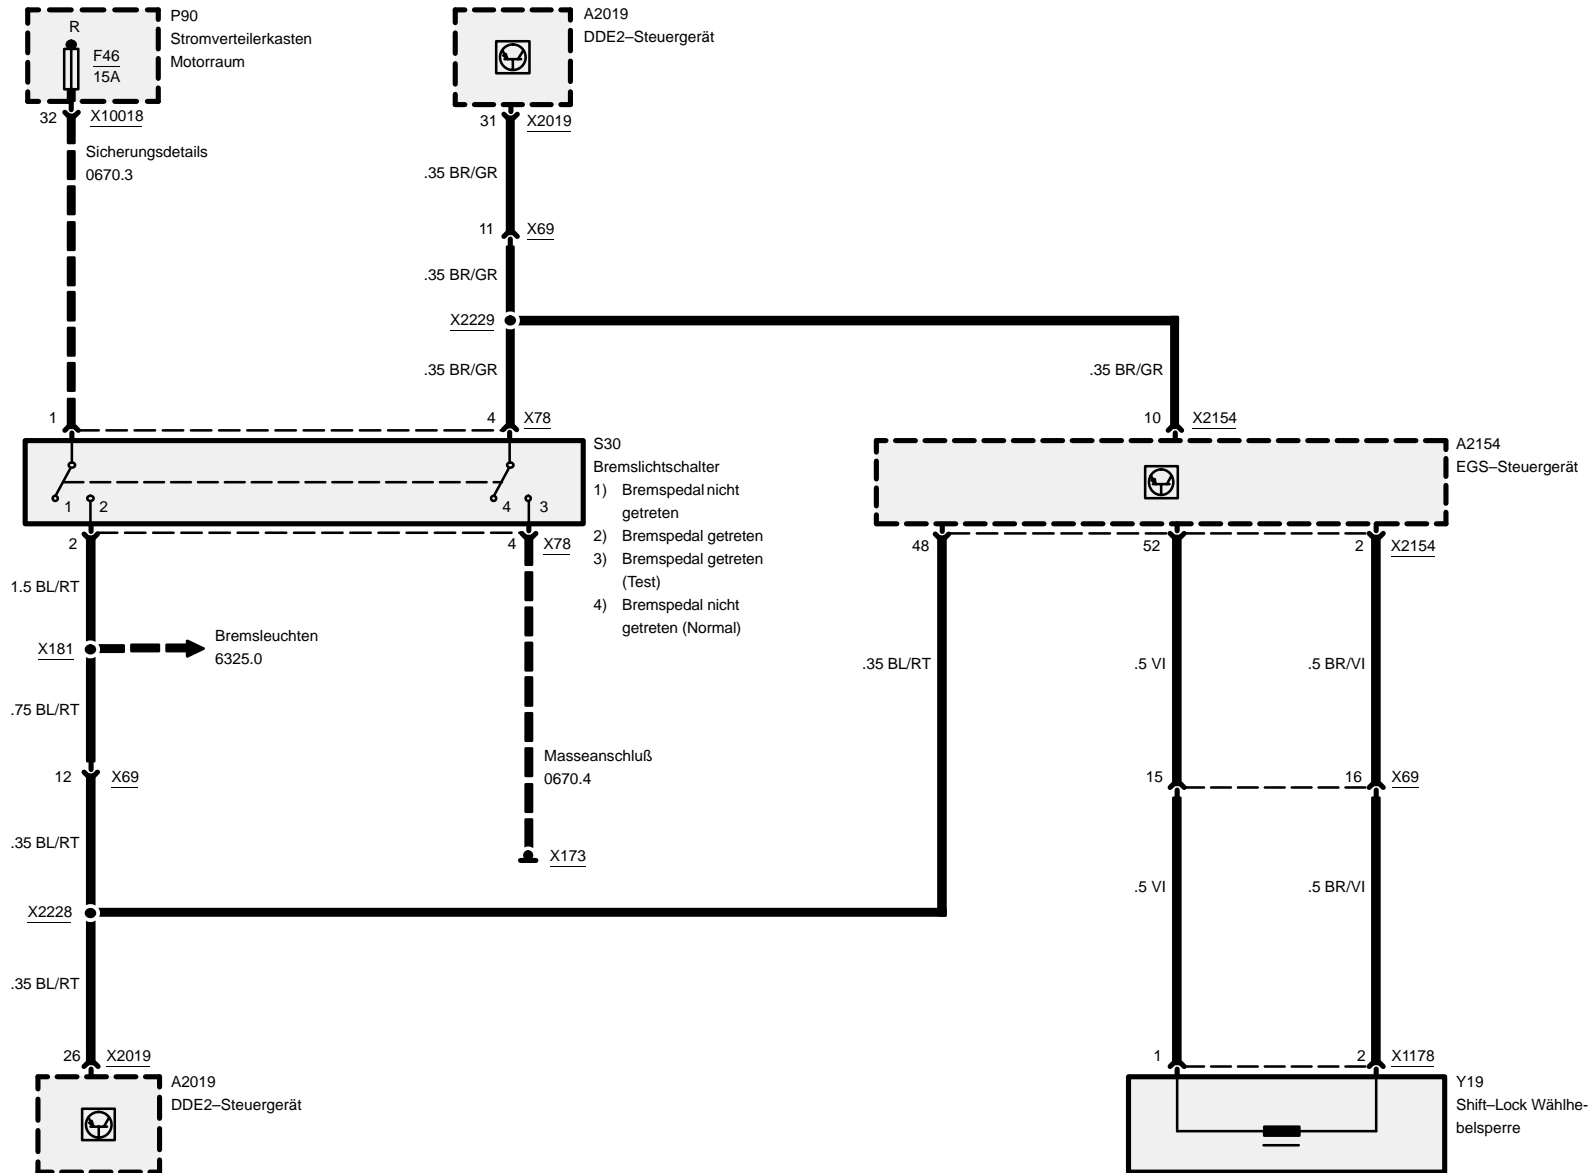 P90
Stromverteilerkasten
Motorraum
R
F46
15A
32 X10018
Sicherungsdetails
0670.3
A2019
DDE2–Steuergerät
31 X2019
.35 BR/GR
11 X69
.35 BR/GR
X2229
.35 BR/GR
.35 BR/GR
1
4 X78
10 X2154
S30
Bremslichtschalter
1) Bremspedal nicht
getreten
2) Bremspedal getreten
3) Bremspedal getreten
(Test)
4) Bremspedal nicht
getreten (Normal)
1 2
4 3
A2154
EGS–Steuergerät
2
4 X78
48
52
2 X2154
1.5 BL/RT
X181
Bremsleuchten
6325.0
.75 BL/RT
.35 BL/RT
.5 VI
.5 BR/VI
Masseanschluß
0670.4
12 X69
15
16 X69
.35 BL/RT
X173
.5 VI
.5 BR/VI
X2228
.35 BL/RT
26 X2019
1
2 X1178
A2019
DDE2–Steuergerät
Y19
Shift–Lock Wählhe-
belsperre